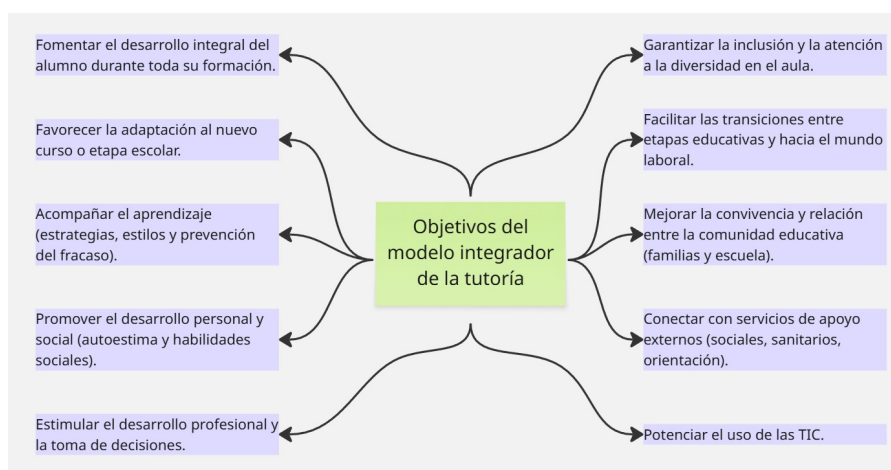 Fomentar el desarrollo integral del
alumno durante toda su formación.
Favorecer la adaptación al nuevo
curso o etapa escolar.
Acompañar el aprendizaje
(estrategias, estilos y prevención
del fracaso).
Promover el desarrollo personal y
social (autoestima y habilidades
sociales).
Estimular el desarrollo profesional y
la toma de decisiones.
Objetivos del
modelo integrador
de la tutoría
Garantizar la inclusión y la atención
a la diversidad en el aula.
Facilitar las transiciones entre
etapas educativas y hacia el mundo
laboral.
Mejorar la convivencia y relación
entre la comunidad educativa
(familias y escuela).
Conectar con servicios de apoyo
externos (sociales, sanitarios,
orientación).
Potenciar el uso de las TIC.